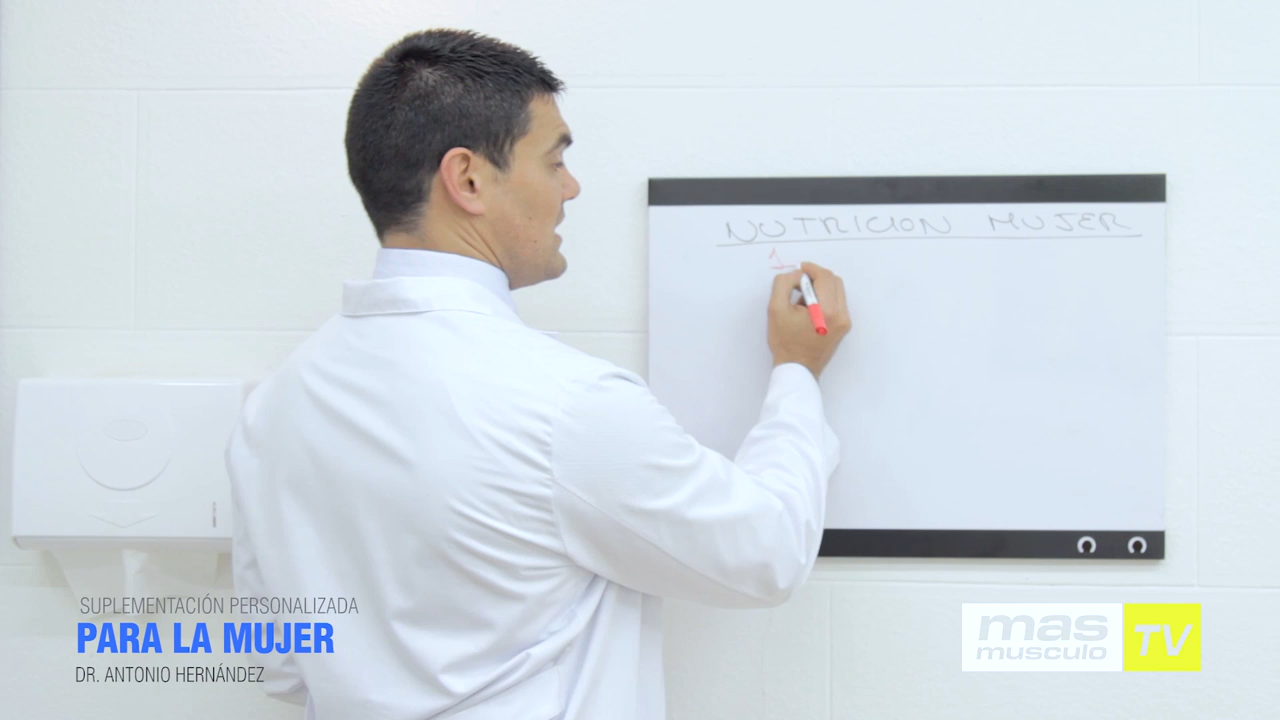 NUTRICION MUJER
1
SUPLEMENTACIÓN PERSONALIZADA
PARA LA MUJER
DR. ANTONIO HERNÁNDEZ
mas
musculo
TV